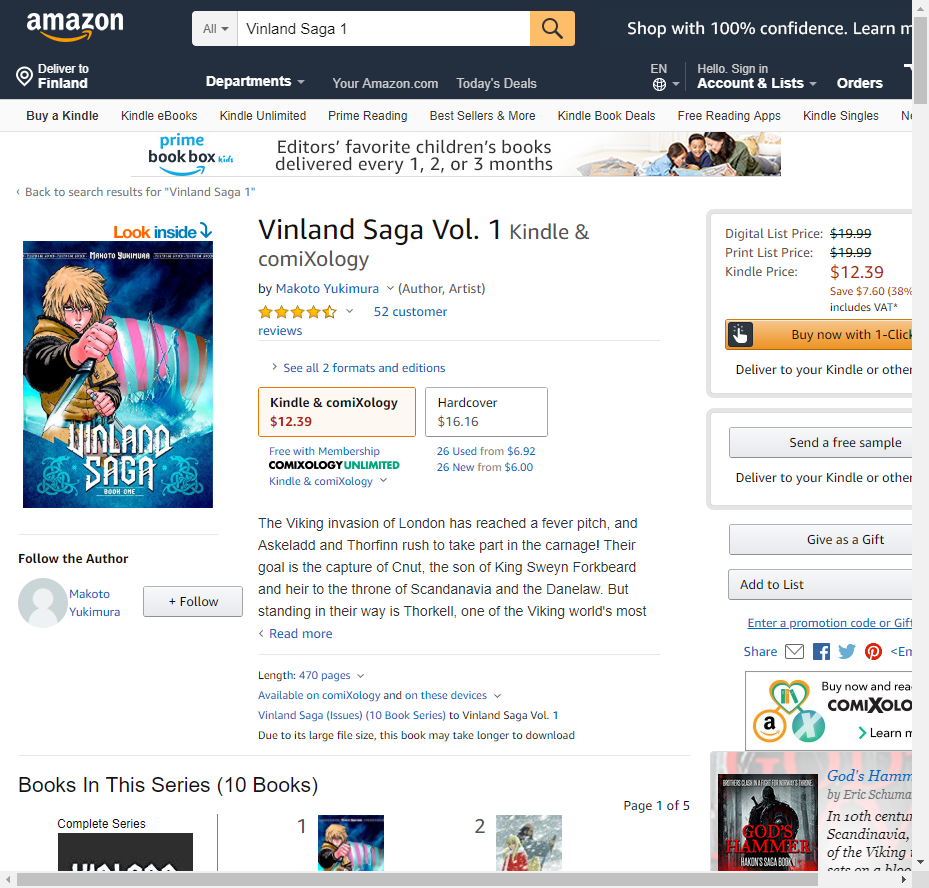 amazon
All
Vinland Saga 1
Shop with 100% confidence. Learn m
Deliver to
Finland
Departments
Your Amazon.com
Today's Deals
EN
Hello. Sign in
Account & Lists
Orders
Buy a Kindle
Kindle eBooks
Kindle Unlimited
Prime Reading
Best Sellers & More
Kindle Book Deals
Free Reading Apps
Kindle Singles
prime
book box kids
Editors' favorite children's books
delivered every 1, 2, or 3 months
‹ Back to search results for "Vinland Saga 1"
Look inside
MAKOTO YUKIMURA
VINLAND
SAGA
BOOK ONE
Follow the Author
Makoto
Yukimura
+ Follow
Vinland Saga Vol. 1 Kindle &
comiXology
by Makoto Yukimura (Author, Artist)
52 customer
reviews
› See all 2 formats and editions
Kindle & comiXology
$12.39
Hardcover
$16.16
Free with Membership
COMIXOLOGY UNLIMITED
Kindle & comiXology
26 Used from $6.92
26 New from $6.00
The Viking invasion of London has reached a fever pitch, and
Askeladd and Thorfinn rush to take part in the carnage! Their
goal is the capture of Cnut, the son of King Sweyn Forkbeard
and heir to the throne of Scandanavia and the Danelaw. But
standing in their way is Thorkell, one of the Viking world's most
‹ Read more
Length: 470 pages
Available on comiXology and on these devices
Vinland Saga (Issues) (10 Book Series) to Vinland Saga Vol. 1
Due to its large file size, this book may take longer to download
Digital List Price: $19.99
Print List Price: $19.99
Kindle Price: $12.39
Save $7.60 (38%
includes VAT*
Buy now with 1-Click
Deliver to your Kindle or other
Send a free sample
Deliver to your Kindle or other
Give as a Gift
Add to List
Enter a promotion code or Gift
Share
<Em
Buy now and rea
COMIXOLO
Learn m
BROTHERS CLASH IN A FIGHT FOR NORWAY'S THRONE.
GOD'S
HAMMER
HAKON'S SAGA BOOK I
God's Hamm
by Eric Schuma
In 10th centur
Scandinavia,
of the Viking
sets on a bloo
Books In This Series (10 Books)
Page 1 of 5
Complete Series
VINLAND
1
2